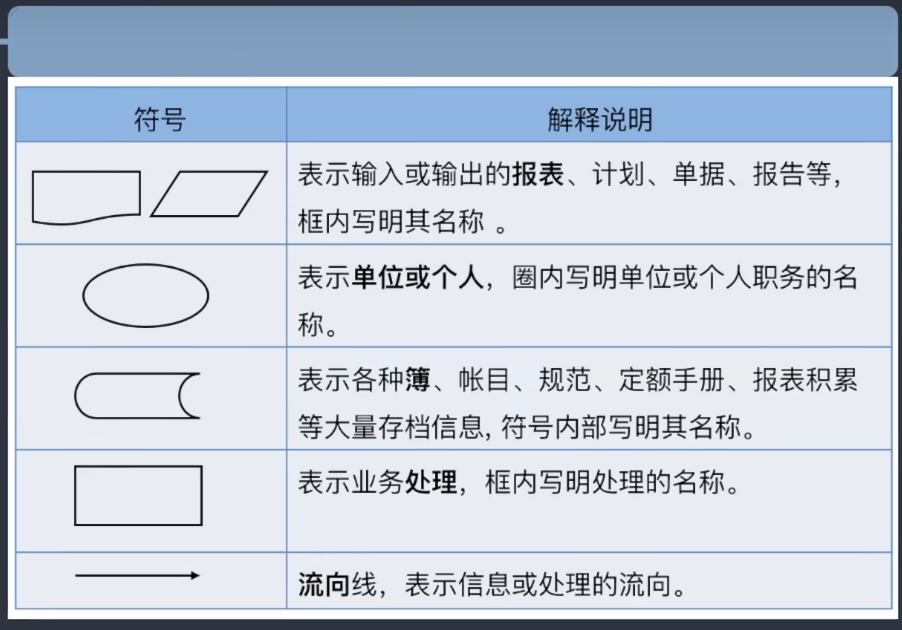 符号
解释说明
表示输入或输出的报表、计划、单据、报告等,
框内写明其名称 。
表示单位或个人，圈内写明单位或个人职务的名
称。
表示各种簿、帐目、规范、定额手册、报表积累
等大量存档信息, 符号内部写明其名称。
表示业务处理，框内写明处理的名称。
流向线，表示信息或处理的流向。